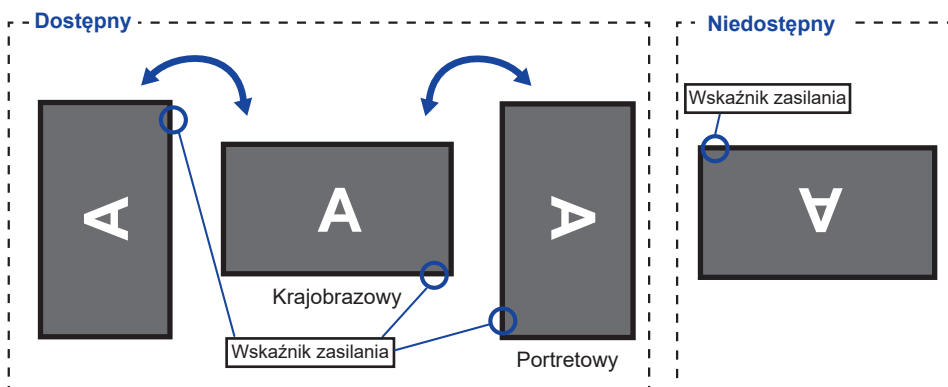 Dostępny
A
A
A
Krajobrazowy
Wskaźnik zasilania
Portretowy
Niedostępny
Wskaźnik zasilania
A